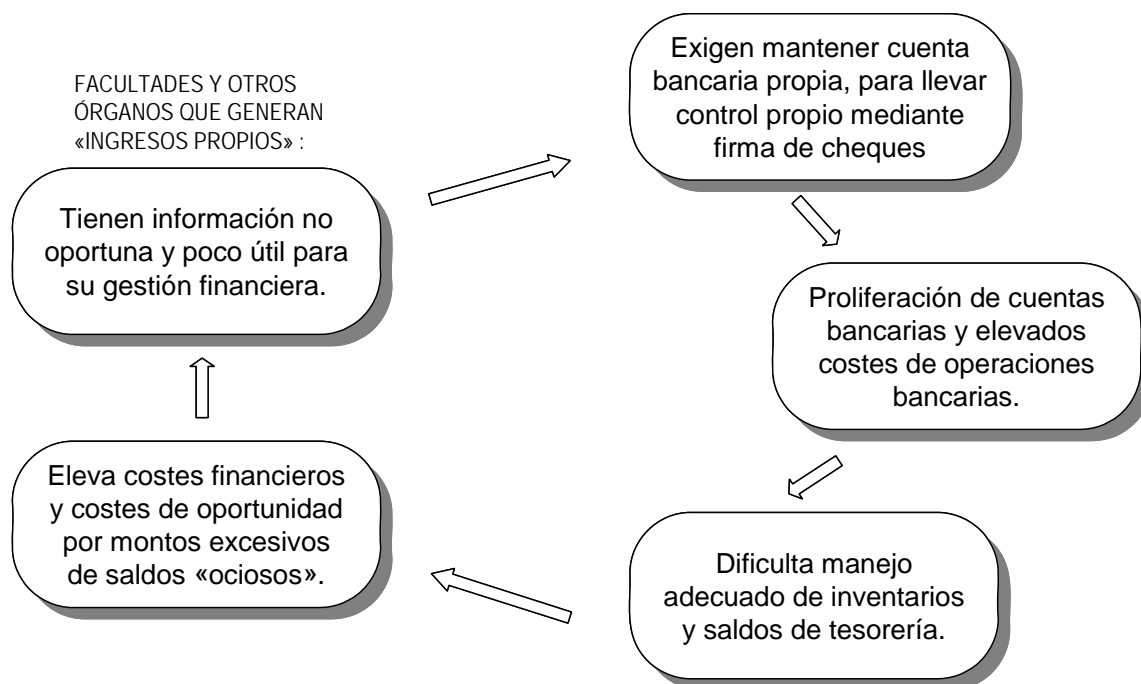 FACULTADES Y OTROS
ÓRGANOS QUE GENERAN
«INGRESOS PROPIOS» :
Tienen información no
oportuna y poco útil para
su gestión financiera.
Exigen mantener cuenta
bancaria propia, para llevar
control propio mediante
firma de cheques
Proliferación de cuentas
bancarias y elevados
costes de operaciones
bancarias.
Dificulta manejo
adecuado de inventarios
y saldos de tesorería.
Eleva costes financieros
y costes de oportunidad
por montos excesivos
de saldos «ociosos».